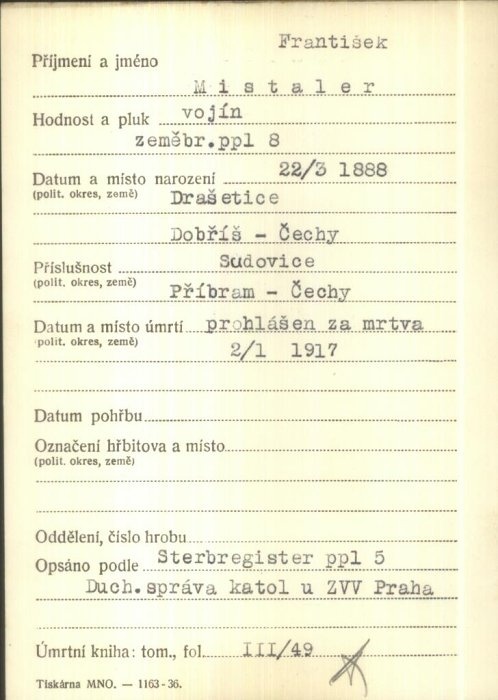 František
Příjmení a jméno
Mistaler
Hodnost a pluk vojín
zeměbr.ppl 8
Datum a místo narození 22/3 1888
(polit. okres, země) Drašetice
Dobříš - Čechy
Příslušnost Sudovice
(polit. okres, země)
Příbram - Čechy
Datum a místo úmrtí prohlášen za mrtva
(polit. okres, země) 2/1 1917
Datum pohřbu
Označení hřbitova a místo
(polit. okres, země)
Oddělení, číslo hrobu
Opsáno podle Sterbregister ppl 5
Duch.správa katol u ZVV Praha
Úmrtní kniha: tom., fol. III/49
Tiskárna MNO. — 1163-36.